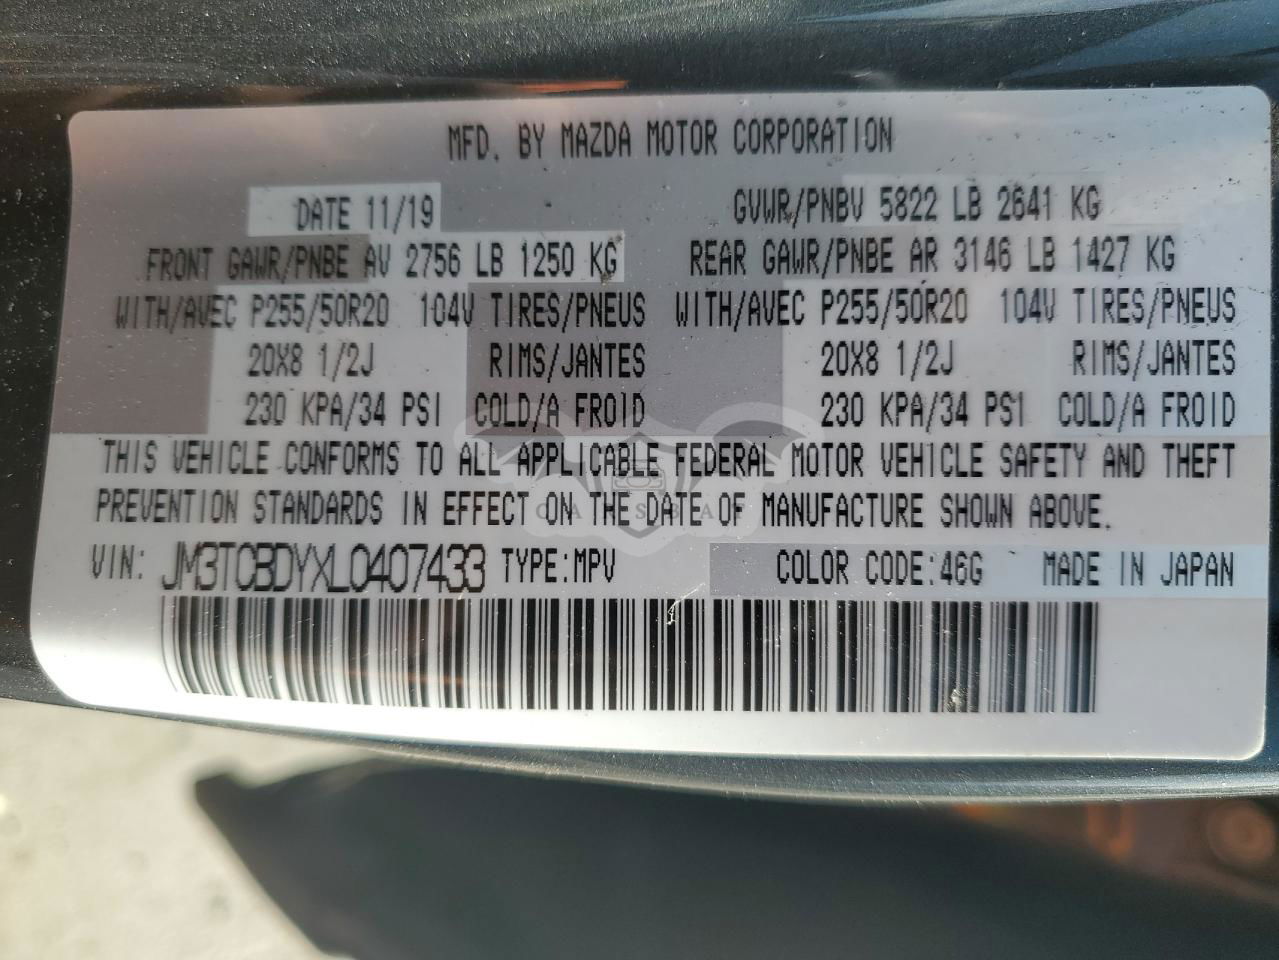 MFD. BY MAZDA MOTOR CORPORATION
DATE 11/19 GVWR/PNBV 5822 LB 2641 KG
FRONT GAWR/PNBE AV 2756 LB 1250 KG REAR GAWR/PNBE AR 3146 LB 1427 KG
WITH/AVEC P255/50R20 104V TIRES/PNEUS WITH/AVEC P255/50R20 104V TIRES/PNEUS
20X8 1/2J RIMS/JANTES 20X8 1/2J RIMS/JANTES
230 KPA/34 PSI COLD/A FROID 230 KPA/34 PSI COLD/A FROID
THIS VEHICLE CONFORMS TO ALL APPLICABLE FEDERAL MOTOR VEHICLE SAFETY AND THEFT
PREVENTION STANDARDS IN EFFECT ON THE DATE OF MANUFACTURE SHOWN ABOVE.
CARSBAT
VIN: JM3TCBDYXL0407433 TYPE:MPV COLOR CODE:46G MADE IN JAPAN